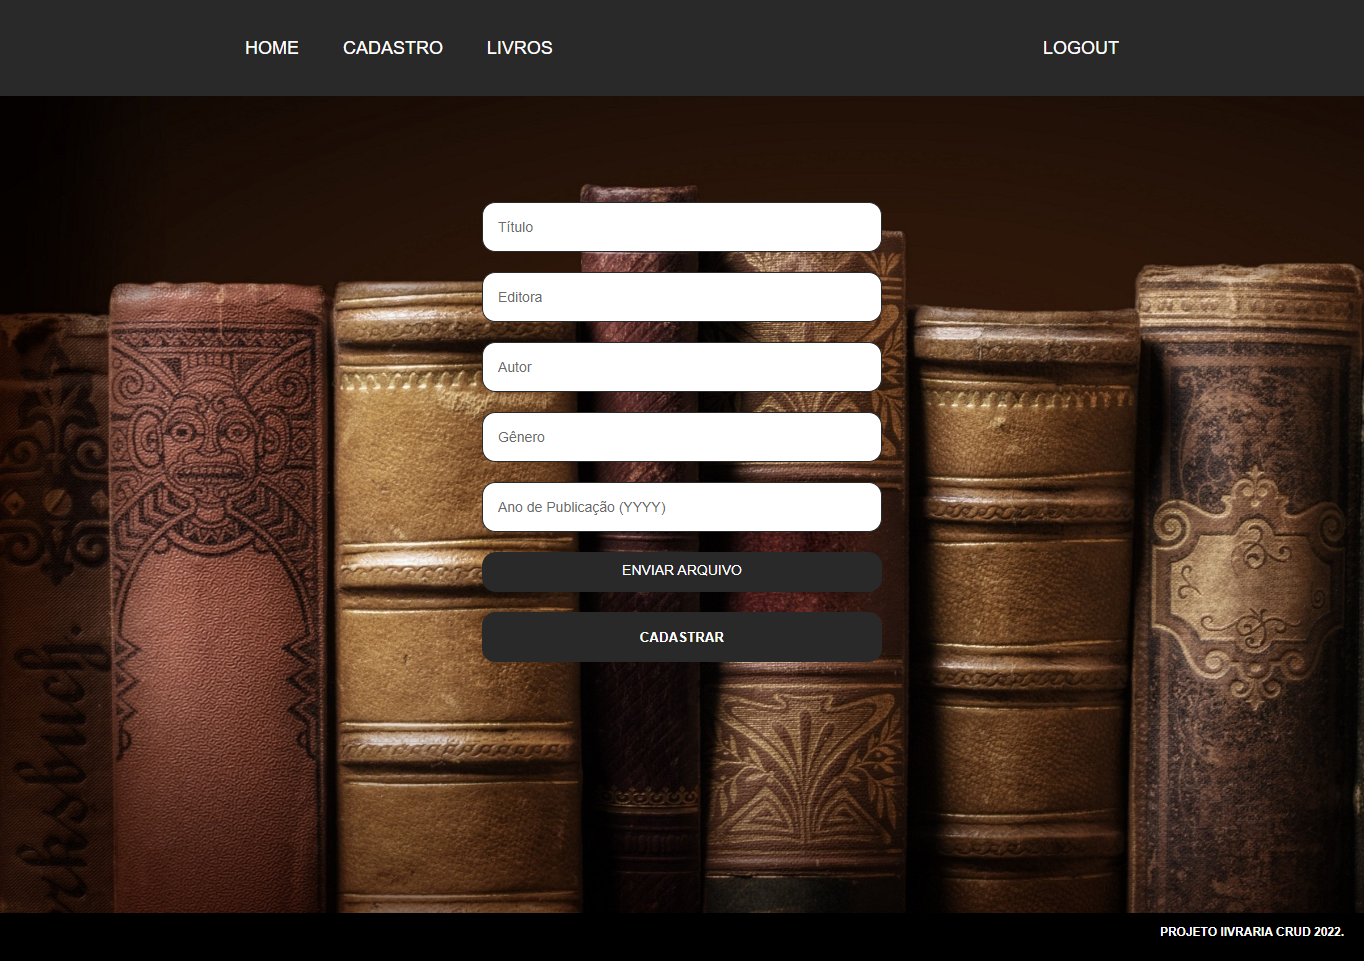 HOME CADASTRO LIVROS LOGOUT
Título
Editora
Autor
Gênero
Ano de Publicação (YYYY)
ENVIAR ARQUIVO
CADASTRAR
PROJETO lIVRARIA CRUD 2022.